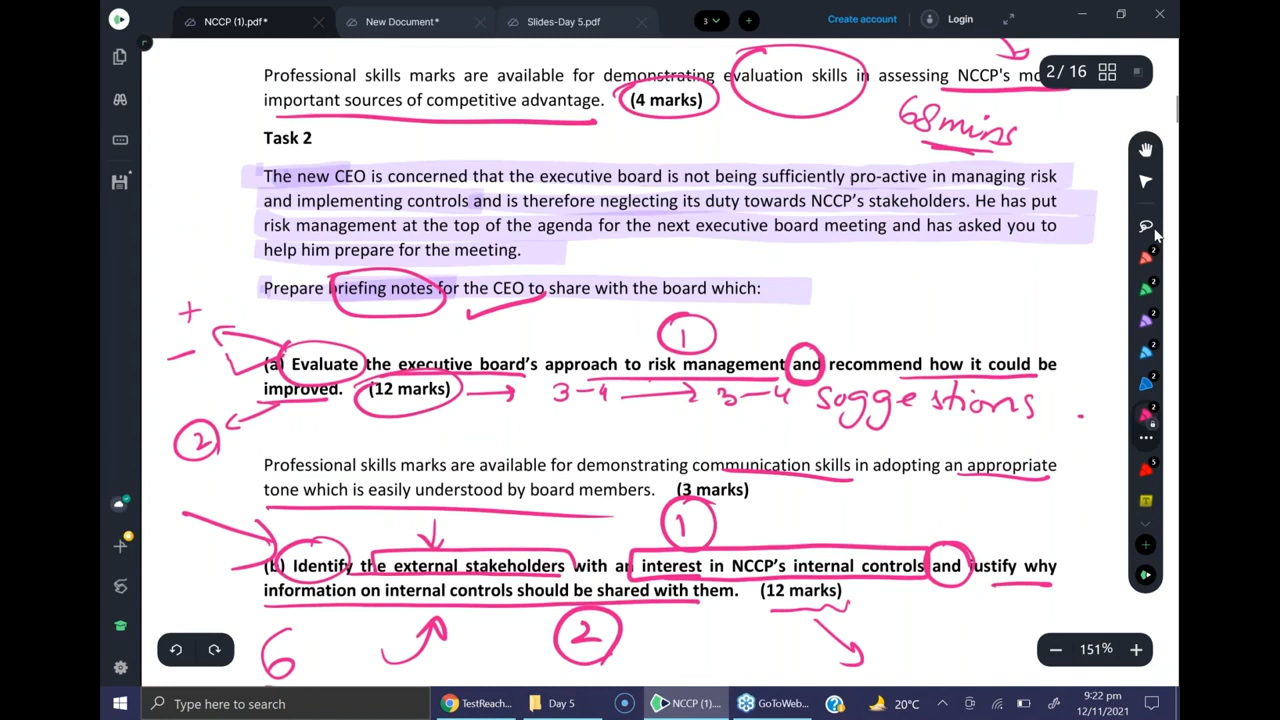 NCCP (1).pdf*
New Document*
Slides-Day 5.pdf
3
Create account
Login
Professional skills marks are available for demonstrating evaluation skills in assessing NCCP's mo
2 / 16
important sources of competitive advantage. (4 marks)
68mins
Task 2
The new CEO is concerned that the executive board is not being sufficiently pro-active in managing risk
and implementing controls and is therefore neglecting its duty towards NCCP's stakeholders. He has put
risk management at the top of the agenda for the next executive board meeting and has asked you to
help him prepare for the meeting.
Prepare briefing notes for the CEO to share with the board which:
+
1
−
(a) Evaluate the executive board's approach to risk management and recommend how it could be
improved. (12 marks)
3-4 → 3-4 soggestions
2
Professional skills marks are available for demonstrating communication skills in adopting an appropriate
tone which is easily understood by board members. (3 marks)
1
(b) Identify the external stakeholders with an interest in NCCP's internal controls and justify why
information on internal controls should be shared with them. (12 marks)
2
6
151%
Type here to search
TestReach...
Day 5
NCCP (1)....
GoToWeb...
20°C
9:22 pm
12/11/2021